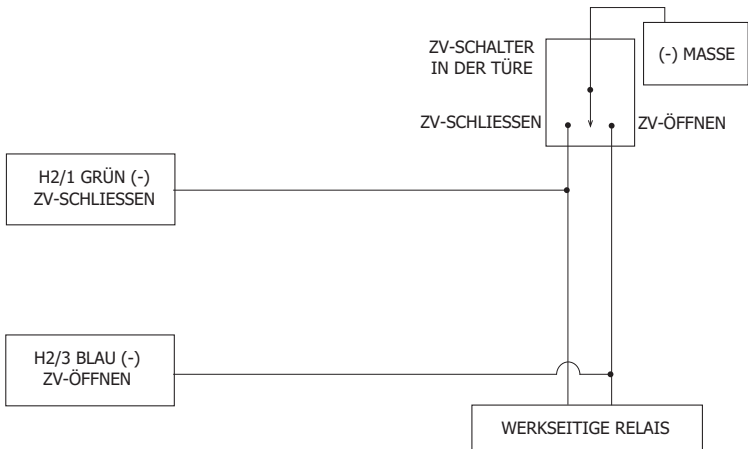 ZV-SCHALTER
IN DER TÜRE
(-) MASSE
ZV-SCHLIESSEN
ZV-ÖFFNEN
H2/1 GRÜN (-)
ZV-SCHLIESSEN
H2/3 BLAU (-)
ZV-ÖFFNEN
WERKSEITIGE RELAIS